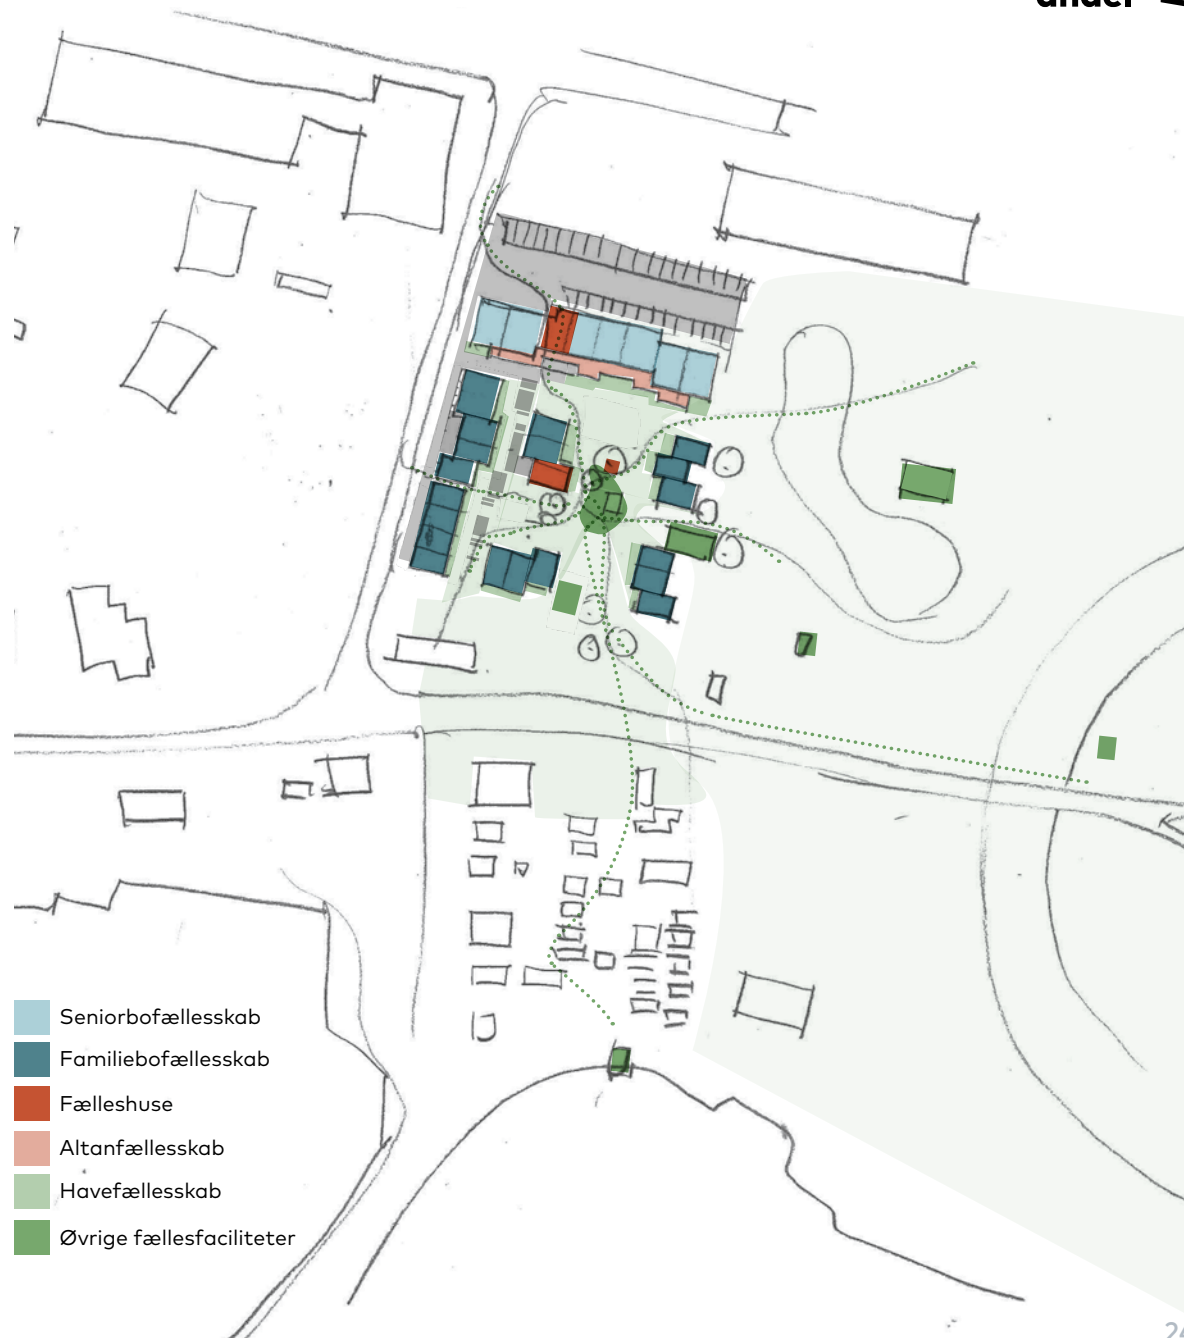 Seniorbofællesskab
Familiebofællesskab
Fælleshuse
Altanfællesskab
Havefællesskab
Øvrige fællesfaciliteter